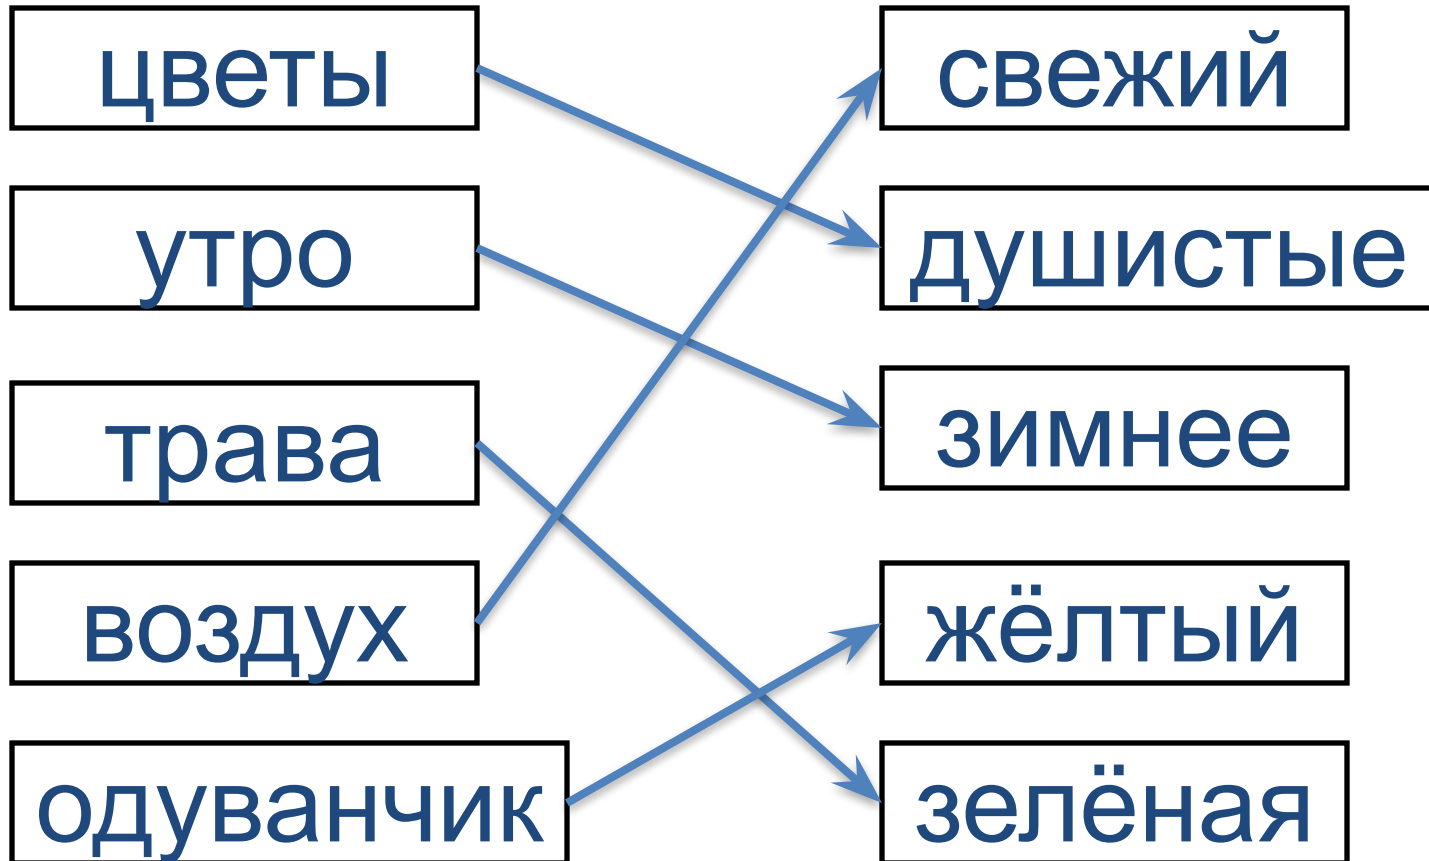 цветы
свежий
утро
душистые
трава
зимнее
воздух
жёлтый
одуванчик
зелёная